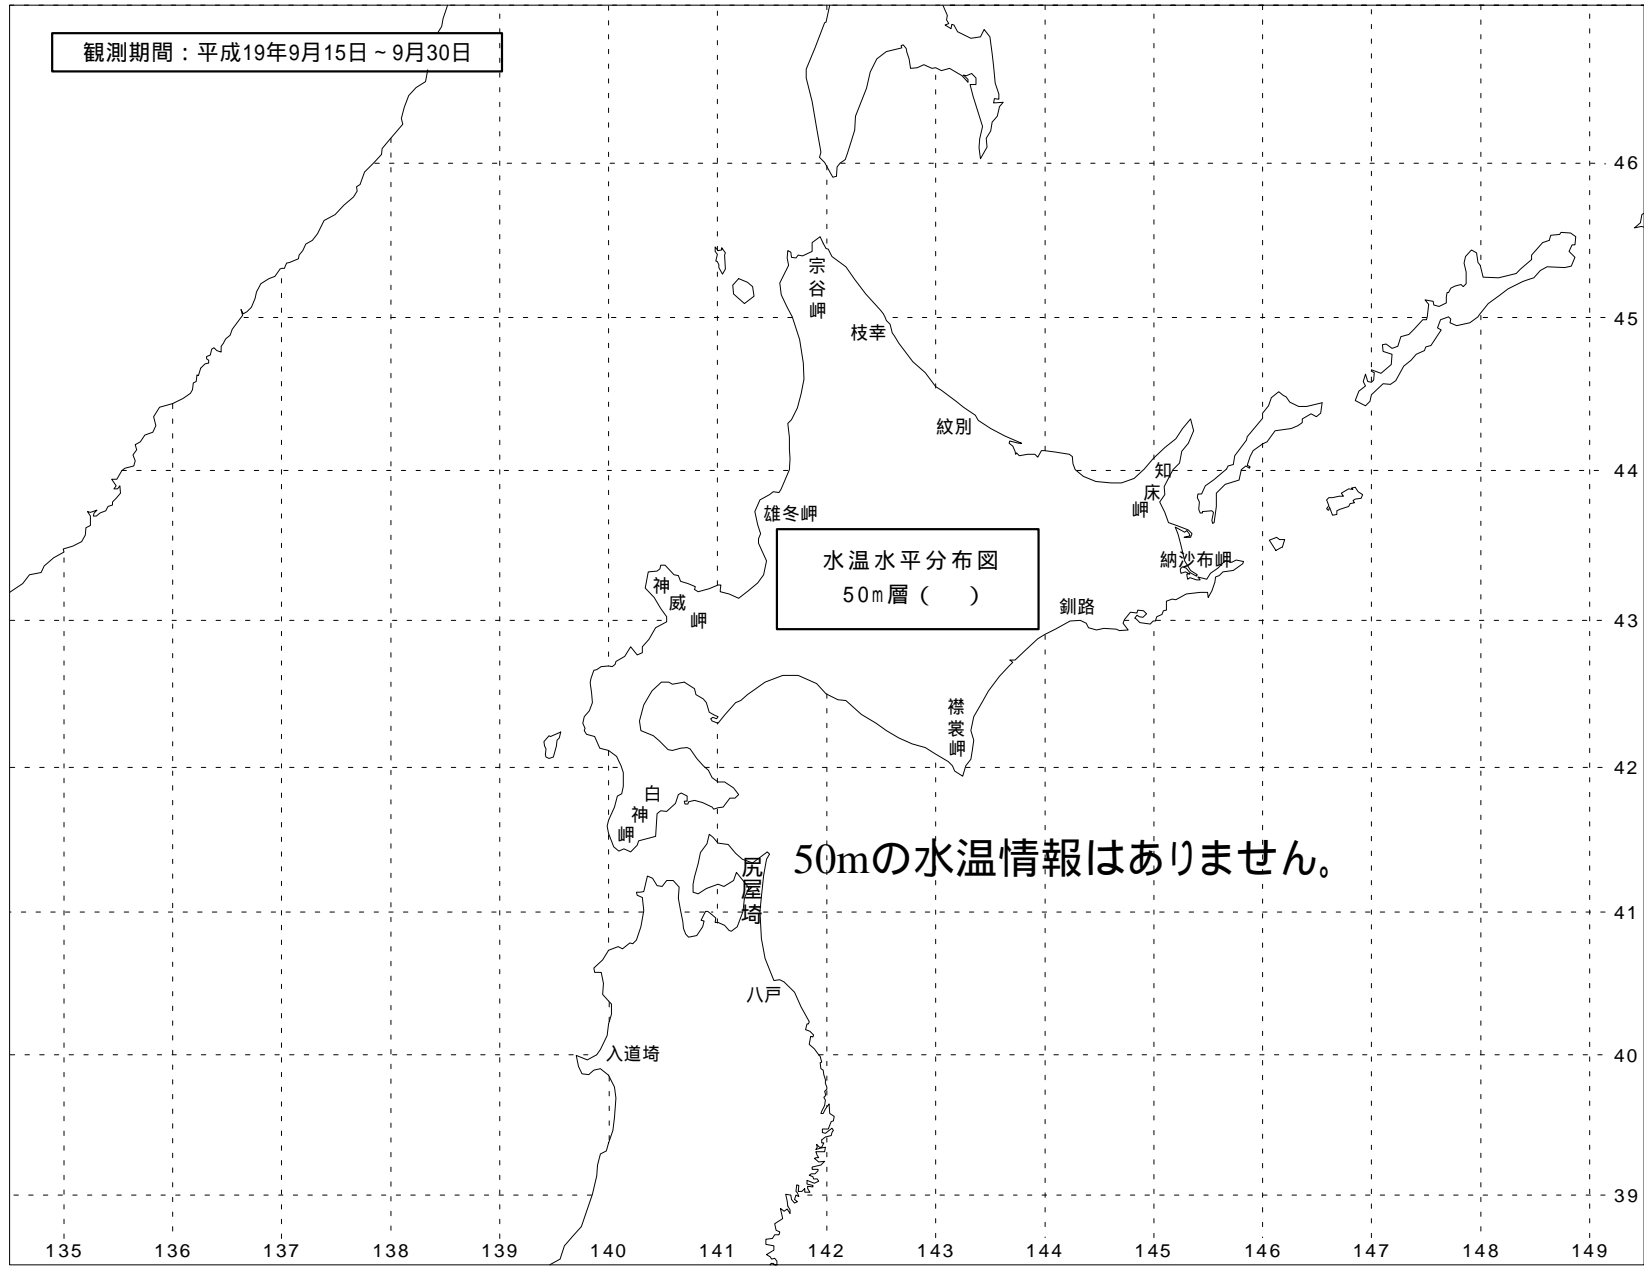 観測期間：平成19年9月15日~9月30日
46
宗谷岬
45
枝幸
紋別
44
知床岬
雄冬岬
水温水平分布図
50m層(　)
納沙布岬
神威岬
釧路
43
襟裳岬
42
白神岬
50mの水温情報はありません。
尻屋埼
41
八戸
入道埼
40
39
135 136 137 138 139 140 141 142 143 144 145 146 147 148 149